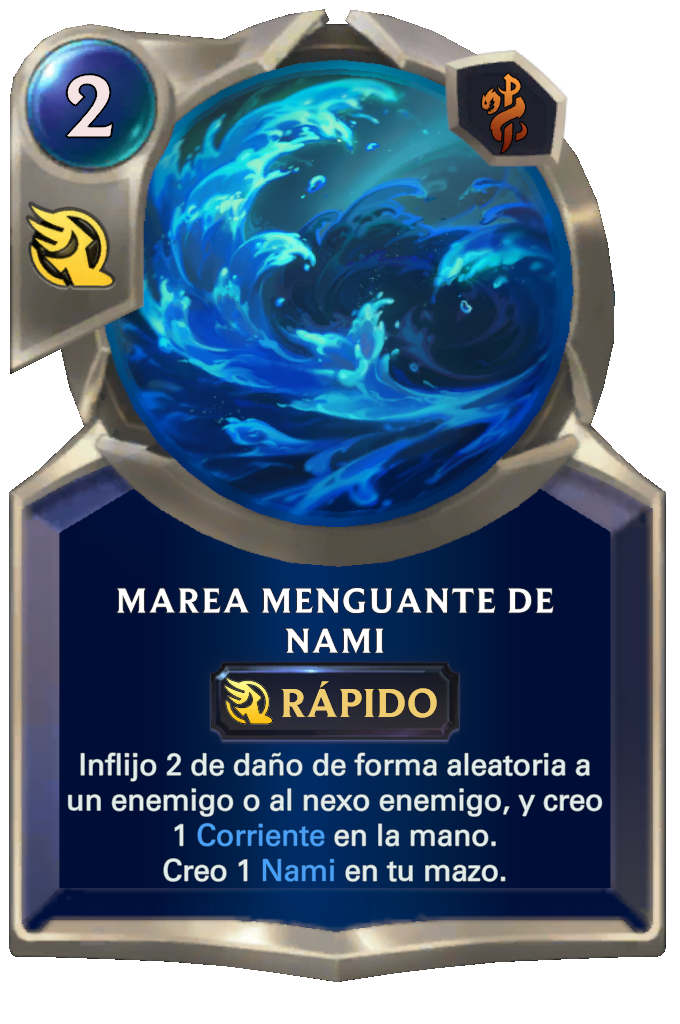 2
MAREA MENGUANTE DE
NAMI
RÁPIDO
Inflijo 2 de daño de forma aleatoria a
un enemigo o al nexo enemigo, y creo
1 Corriente en la mano.
Creo 1 Nami en tu mazo.